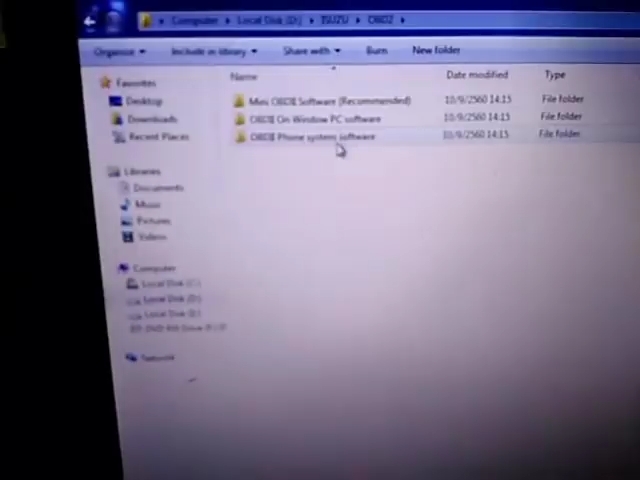 Computer ▸ Local Disk (D:) ▸ ISUZU ▸ OBD2 ▸
Organize ▾ Include in library ▾ Share with ▾ Burn New folder
Name Date modified Type
Favorites
Desktop
Downloads
Recent Places
Mini OBDII Software (Recommended) 10/9/2560 14:15 File folder
OBDII On Window PC software 10/9/2560 14:15 File folder
OBDII Phone system software 10/9/2560 14:15 File folder
Libraries
Documents
Music
Pictures
Videos
Computer
Local Disk (C:)
Local Disk (D:)
Local Disk (E:)
Network